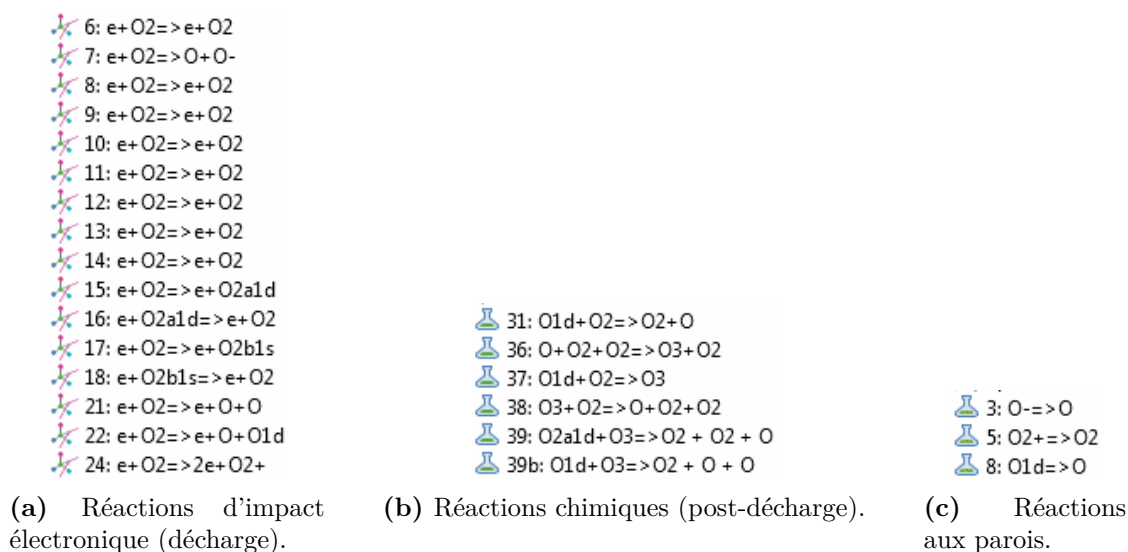 6: e+O2=>e+O2
7: e+O2=>O+O-
8: e+O2=>e+O2
9: e+O2=>e+O2
10: e+O2=>e+O2
11: e+O2=>e+O2
12: e+O2=>e+O2
13: e+O2=>e+O2
14: e+O2=>e+O2
15: e+O2=>e+O2a1d
16: e+O2a1d=>e+O2
17: e+O2=>e+O2b1s
18: e+O2b1s=>e+O2
21: e+O2=>e+O+O
22: e+O2=>e+O+O1d
24: e+O2=>2e+O2+
(a) Réactions d'impact
électronique (décharge).
31: O1d+O2=>O2+O
36: O+O2+O2=>O3+O2
37: O1d+O2=>O3
38: O3+O2=>O+O2+O2
39: O2a1d+O3=>O2 + O2 + O
39b: O1d+O3=>O2 + O + O
(b) Réactions chimiques (post-décharge).
3: O-=>O
5: O2+=>O2
8: O1d=>O
(c) Réactions
aux parois.